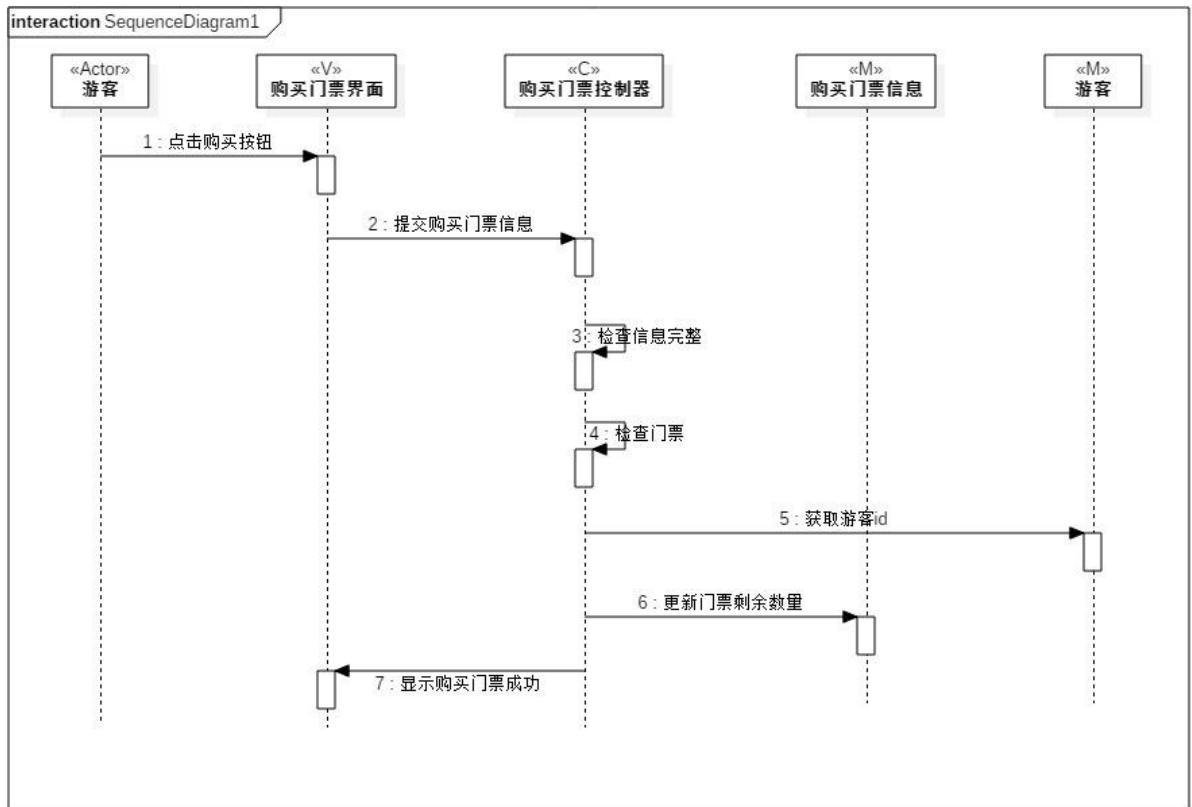 interaction SequenceDiagram1
«Actor»
游客
«V»
购买门票界面
«C»
购买门票控制器
«M»
购买门票信息
«M»
游客
1 : 点击购买按钮
2 : 提交购买门票信息
3 : 检查信息完整
4 : 检查门票
5 : 获取游客id
6 : 更新门票剩余数量
7 : 显示购买门票成功